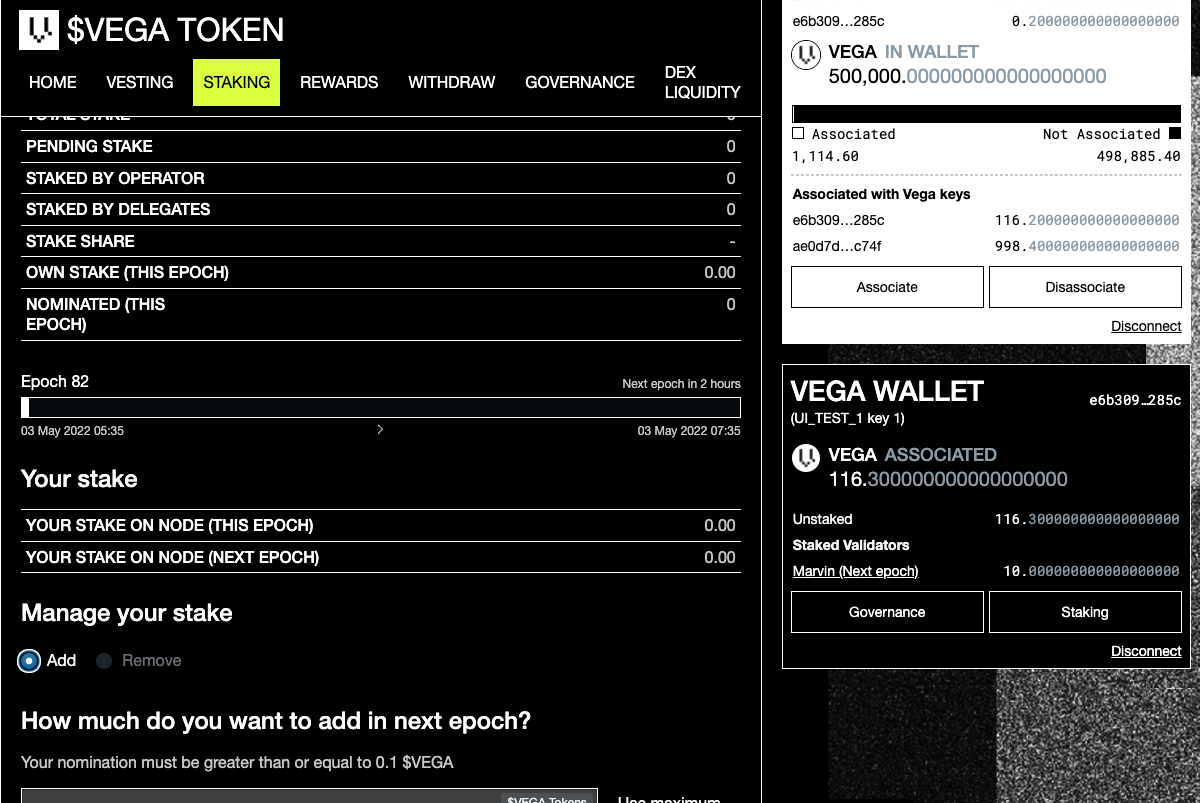 $VEGA TOKEN
HOME VESTING STAKING REWARDS WITHDRAW GOVERNANCE DEX LIQUIDITY
TOTAL STAKE
PENDING STAKE 0
STAKED BY OPERATOR 0
STAKED BY DELEGATES 0
STAKE SHARE -
OWN STAKE (THIS EPOCH) 0.00
NOMINATED (THIS 0
EPOCH)
Epoch 82 Next epoch in 2 hours
03 May 2022 05:35 > 03 May 2022 07:35
Your stake
YOUR STAKE ON NODE (THIS EPOCH) 0.00
YOUR STAKE ON NODE (NEXT EPOCH) 0.00
Manage your stake
Add Remove
How much do you want to add in next epoch?
Your nomination must be greater than or equal to 0.1 $VEGA
$VEGA Tokens Use maximum
e6b309…285c 0.200000000000000000
VEGA IN WALLET
500,000.000000000000000000
Associated Not Associated
1,114.60 498,885.40
Associated with Vega keys
e6b309…285c 116.200000000000000000
ae0d7d…c74f 998.400000000000000000
Associate Disassociate
Disconnect
VEGA WALLET e6b309…285c
(UI_TEST_1 key 1)
VEGA ASSOCIATED
116.300000000000000000
Unstaked 116.300000000000000000
Staked Validators
Marvin (Next epoch) 10.000000000000000000
Governance Staking
Disconnect